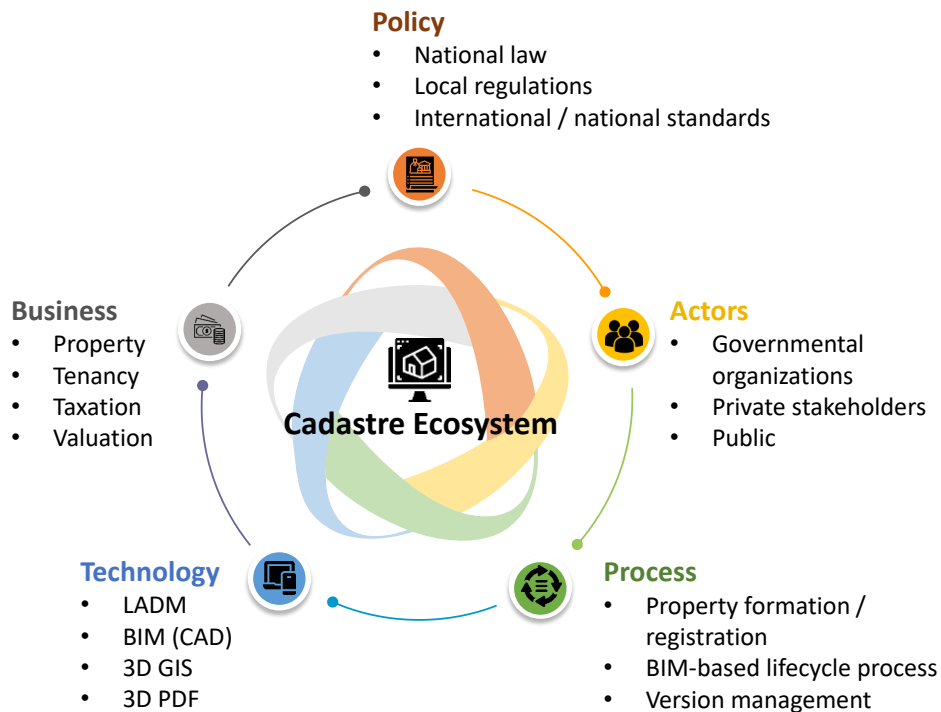 Policy
• National law
• Local regulations
• International / national standards
Business
• Property
• Tenancy
• Taxation
• Valuation
Cadastre Ecosystem
Actors
• Governmental
organizations
• Private stakeholders
• Public
Technology
• LADM
• BIM (CAD)
• 3D GIS
• 3D PDF
Process
• Property formation /
registration
• BIM-based lifecycle process
• Version management